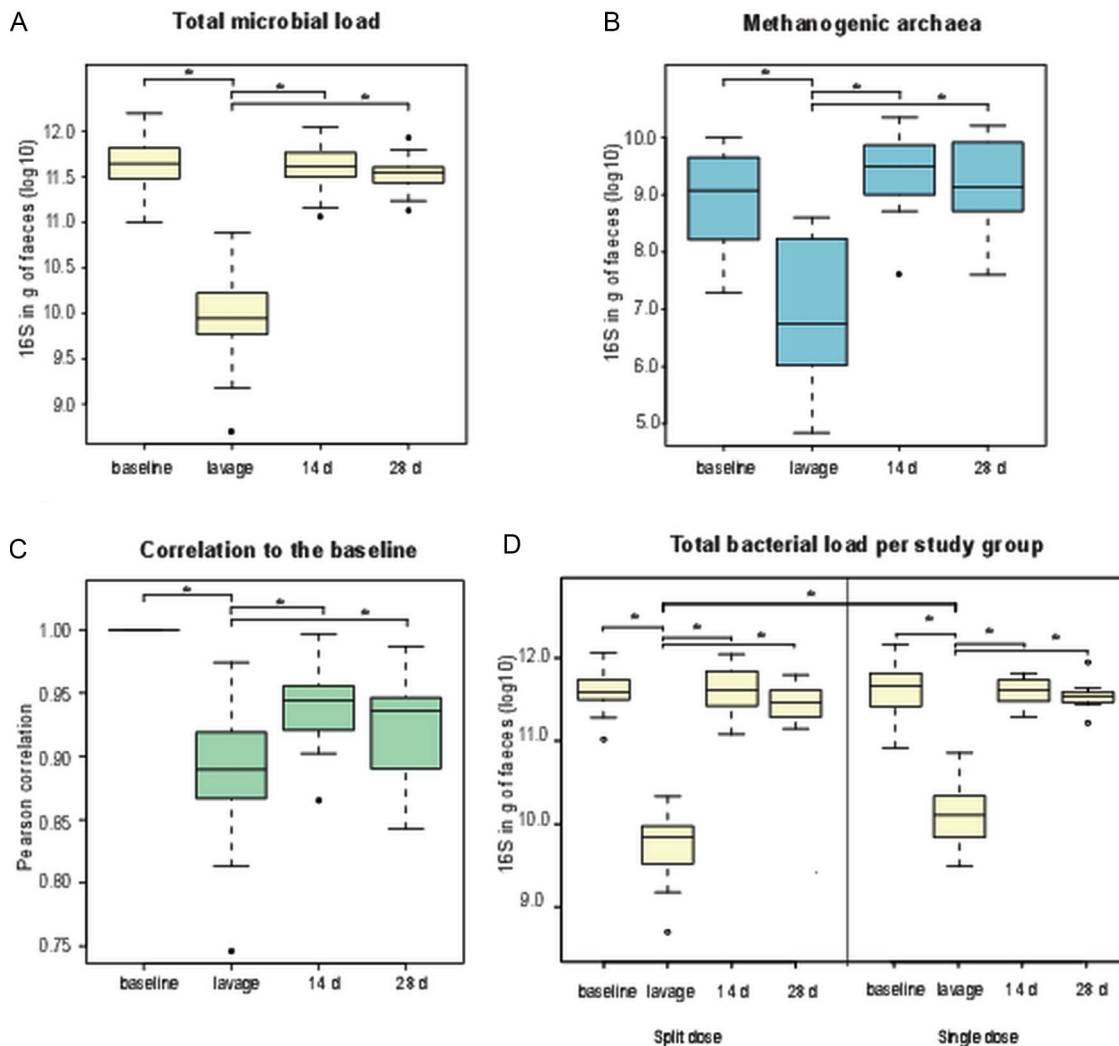 A
Total microbial load
16S in g of faeces (log10)
12.0
11.5
11.0
10.5
10.0
9.5
9.0
baseline lavage 14 d 28 d
B
Methanogenic archaea
16S in g of faeces (log10)
10.0
9.0
8.0
7.0
6.0
5.0
baseline lavage 14 d 28 d
C
Correlation to the baseline
Pearson correlation
1.00
0.95
0.90
0.85
0.80
0.75
baseline lavage 14 d 28 d
D
Total bacterial load per study group
16S in g of faeces (log10)
12.0
11.0
10.0
9.0
baseline lavage 14 d 28 d baseline lavage 14 d 28 d
Split dose Single dose